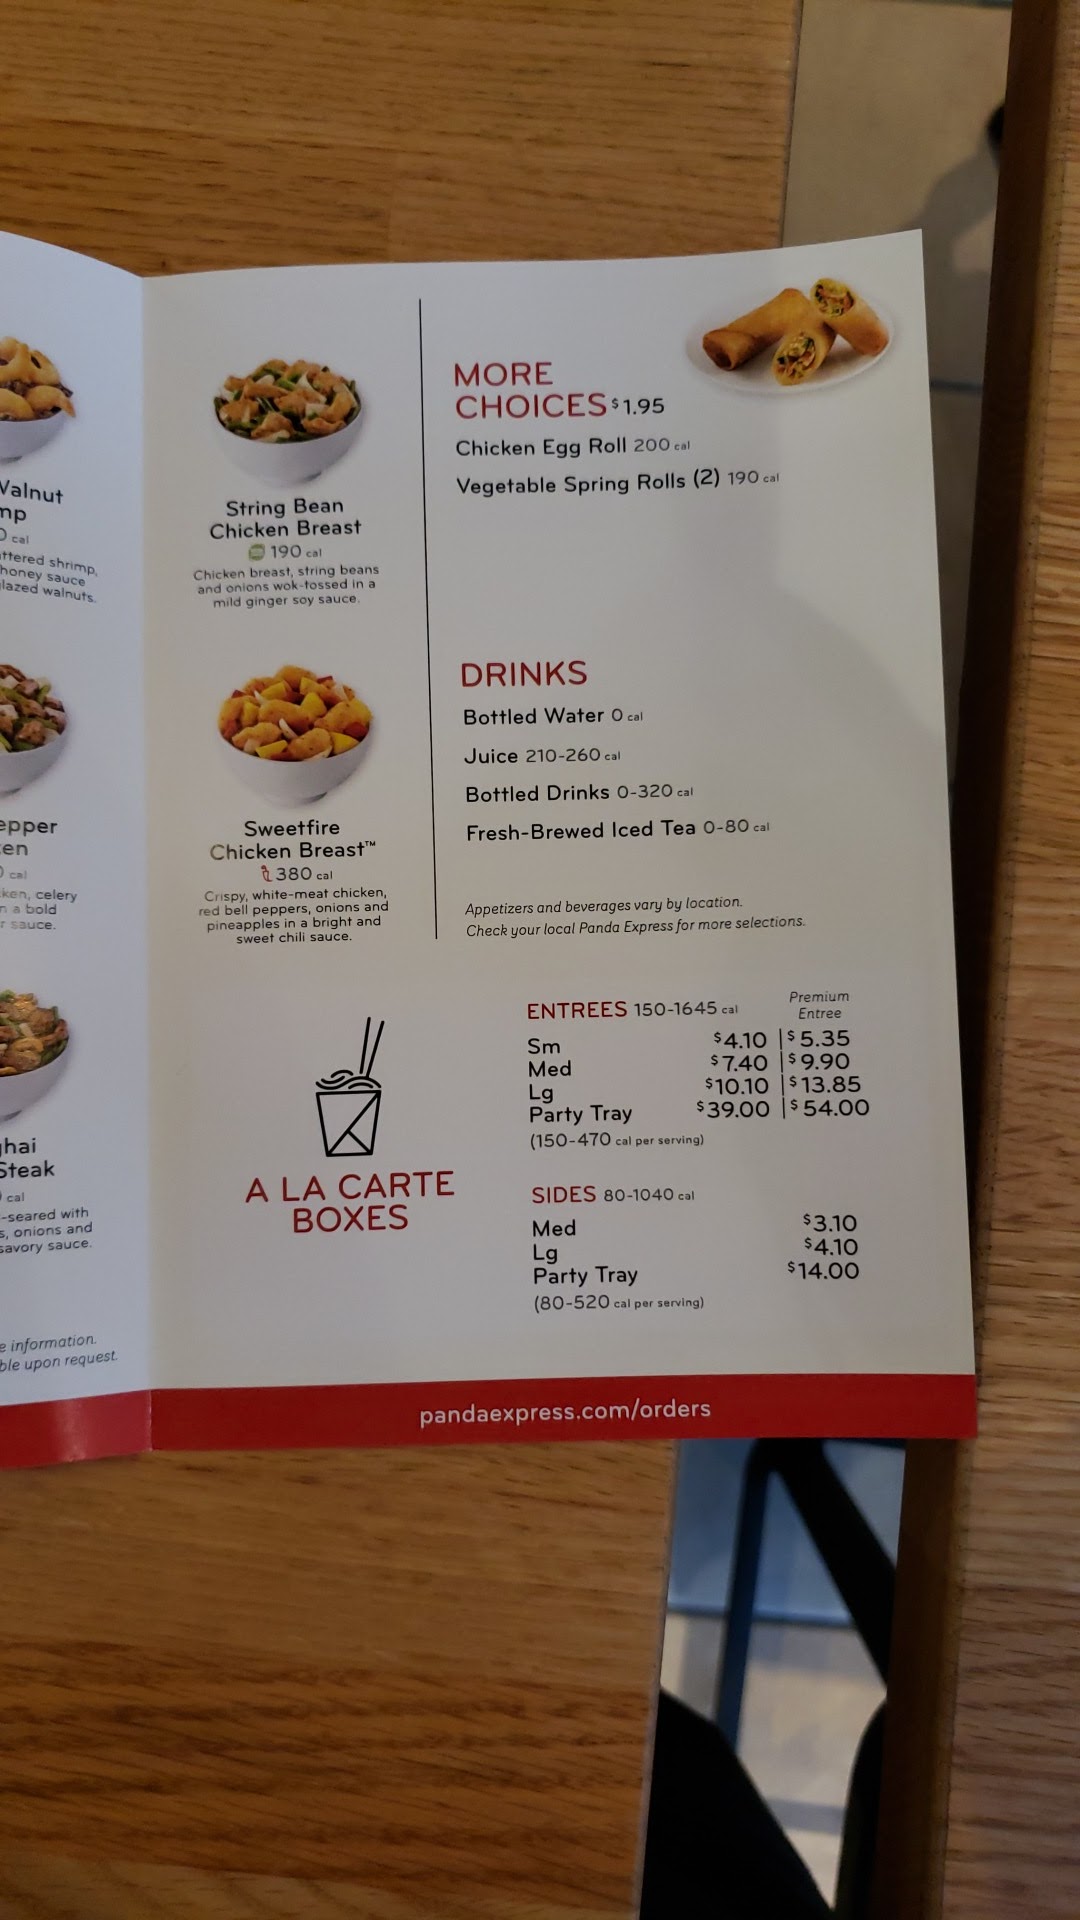 Walnut
cal
ttered shrimp,
honey sauce
glazed walnuts.
cal
celery
n a bold
sauce.
Steak
cal
-seared with
onions and
savory sauce.
information.
upon request.
String Bean
Chicken Breast
190 cal
Chicken breast, string beans
and onions wok-tossed in a
mild ginger soy sauce.
Sweetfire
Chicken Breast™
380 cal
Crispy, white-meat chicken,
red bell peppers, onions and
pineapples in a bright and
sweet chili sauce.
MORE
CHOICES $1.95
Chicken Egg Roll 200 cal
Vegetable Spring Rolls (2) 190 cal
DRINKS
Bottled Water 0 cal
Juice 210-260 cal
Bottled Drinks 0-320 cal
Fresh-Brewed Iced Tea 0-80 cal
Appetizers and beverages vary by location.
Check your local Panda Express for more selections.
A LA CARTE
BOXES
Premium
ENTREES 150-1645 cal Entree
Sm $4.10 | $5.35
Med $7.40 | $9.90
Lg $10.10 | $13.85
Party Tray $39.00 | $54.00
(150-470 cal per serving)
SIDES 80-1040 cal
Med $3.10
Lg $4.10
Party Tray $14.00
(80-520 cal per serving)
pandaexpress.com/orders